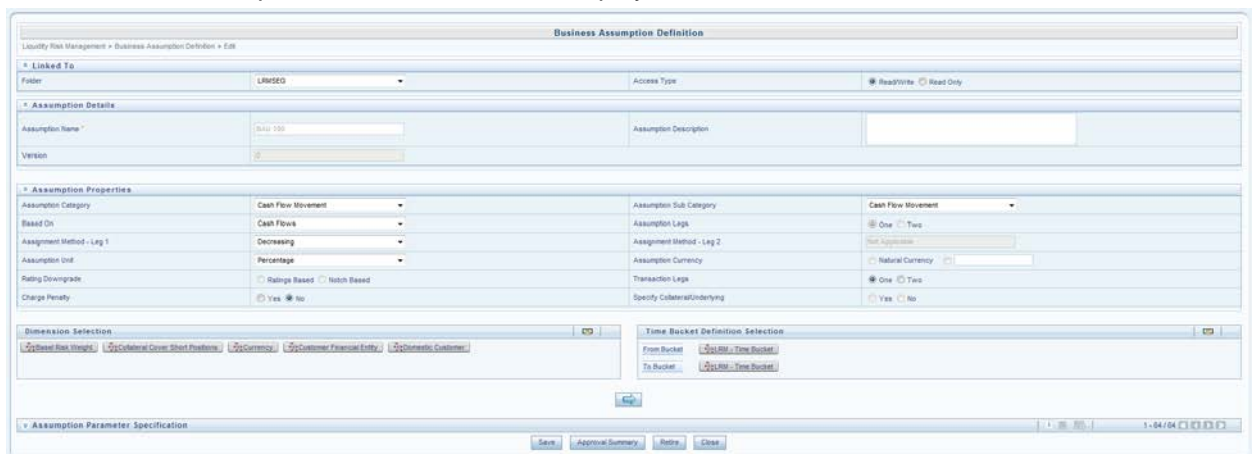 Business Assumption Definition
Liquidity Risk Management > Business Assumption Definition > Edit
Linked To
Folder LRMSEG Access Type Read/Write Read Only
Assumption Details
Assumption Name * BAU 100 Assumption Description
Version 0
Assumption Properties
Assumption Category Cash Flow Movement Assumption Sub Category Cash Flow Movement
Based On Cash Flows Assumption Legs One Two
Assignment Method - Leg 1 Decreasing Assignment Method - Leg 2 Not Applicable
Assumption Unit Percentage Assumption Currency Natural Currency
Rating Downgrade Ratings Based Notch Based Transaction Legs One Two
Charge Penalty Yes No Specify Collateral/Underlying Yes No
Dimension Selection Time Bucket Definition Selection
Basel Risk Weight Collateral Cover Short Positions Currency Customer Financial Entity Domestic Customer From Bucket LRM - Time Bucket
To Bucket LRM - Time Bucket
Assumption Parameter Specification 1 - 04 / 04
Save Approval Summary Retire Close